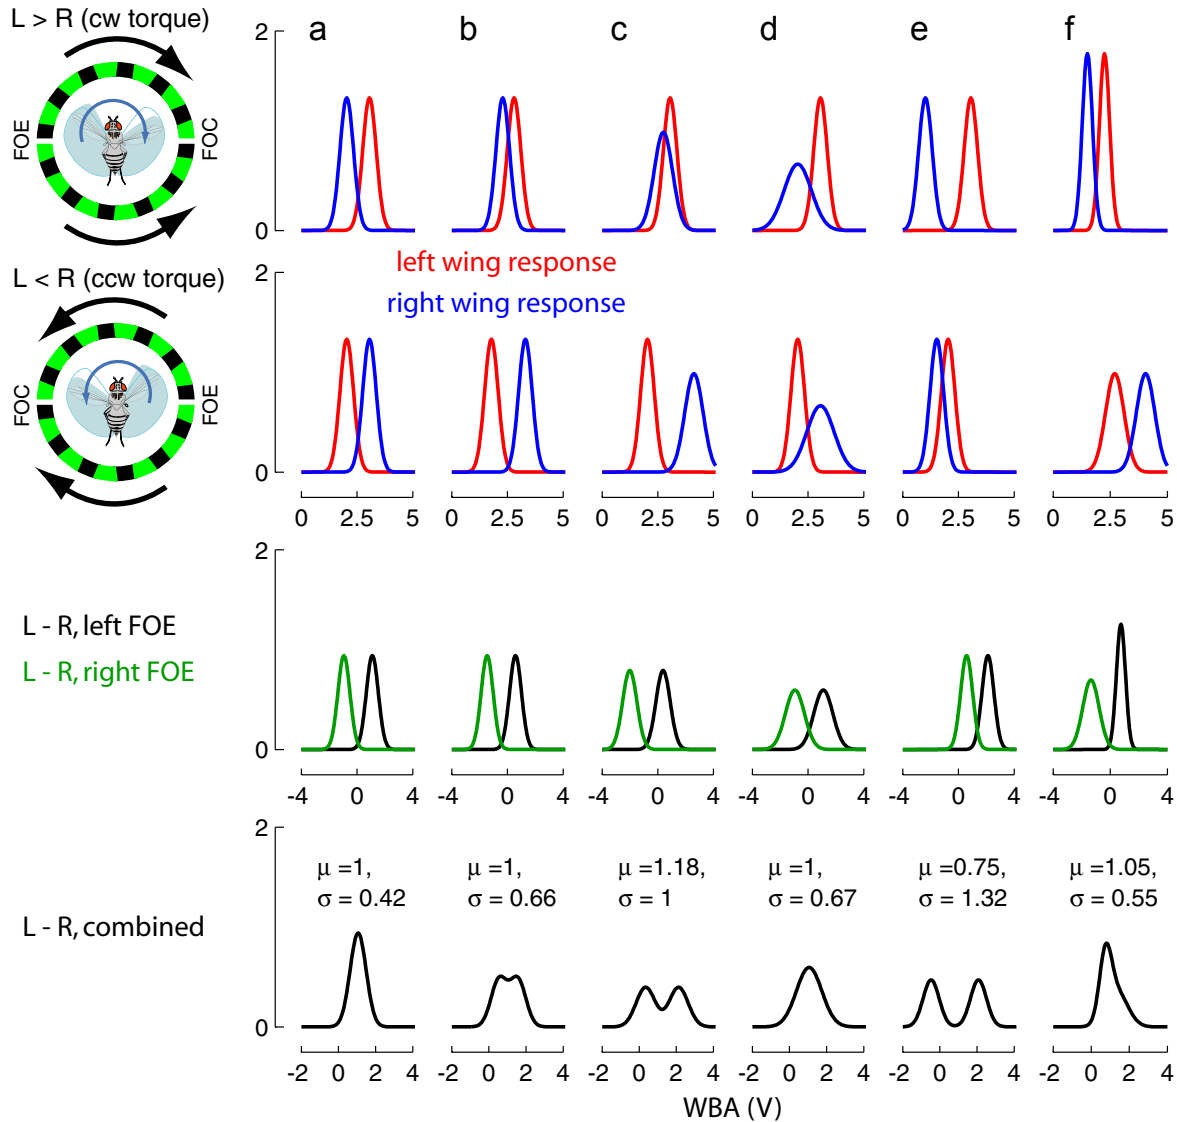 L > R (cw torque)
FOE
FOC
2
1
0
a b c d e f
left wing response
right wing response
L < R (ccw torque)
FOC
FOE
2
1
0
0 2.5 5 0 2.5 5 0 2.5 5 0 2.5 5 0 2.5 5 0 2.5 5
L - R, left FOE
L - R, right FOE
2
1
0
-4 0 4 -4 0 4 -4 0 4 -4 0 4 -4 0 4 -4 0 4
L - R, combined
2
1
0
μ =1,
σ = 0.42
μ =1,
σ = 0.66
μ =1.18,
σ = 1
μ =1,
σ = 0.67
μ =0.75,
σ = 1.32
μ =1.05,
σ = 0.55
-2 0 2 4 -2 0 2 4 -2 0 2 4 -2 0 2 4 -2 0 2 4 -2 0 2 4
WBA (V)